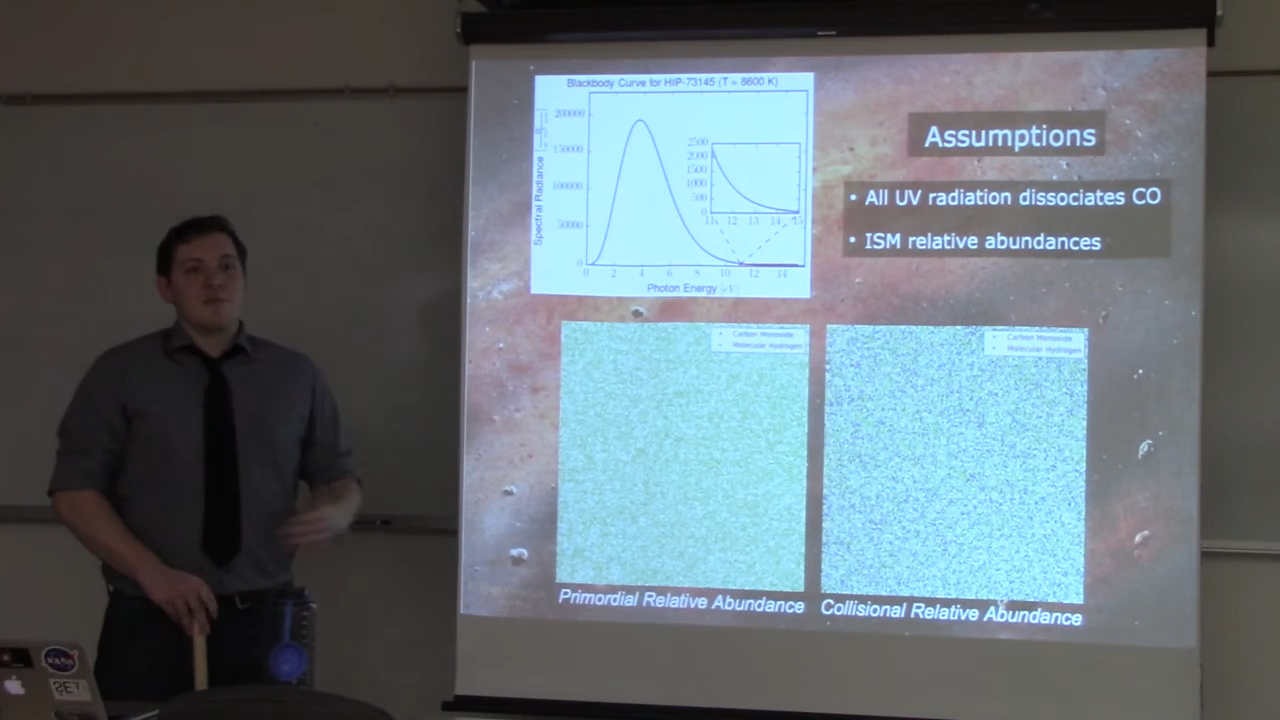 Blackbody Curve for HIP-73145 (T = 8600 K)
200000
150000
100000
50000
0
Spectral Radiance
2500
2000
1500
1000
500
0
11 12 13 14 15
0 2 4 6 8 10 12 14
Photon Energy [eV]
Assumptions
• All UV radiation dissociates CO
• ISM relative abundances
Carbon Monoxide
Molecular Hydrogen
Carbon Monoxide
Molecular Hydrogen
Primordial Relative Abundance
Collisional Relative Abundance
NASA
SETI